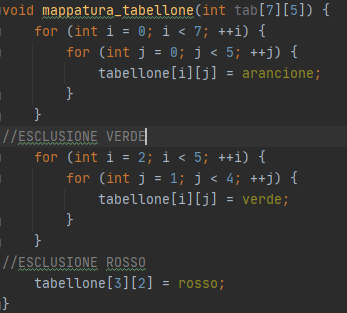 void mappatura_tabellone(int tab[7][5]) {
for (int i = 0; i < 7; ++i) {
for (int j = 0; j < 5; ++j) {
tabellone[i][j] = arancione;
}
}
//ESCLUSIONE VERDE
for (int i = 2; i < 5; ++i) {
for (int j = 1; j < 4; ++j) {
tabellone[i][j] = verde;
}
}
//ESCLUSIONE ROSSO
tabellone[3][2] = rosso;
}